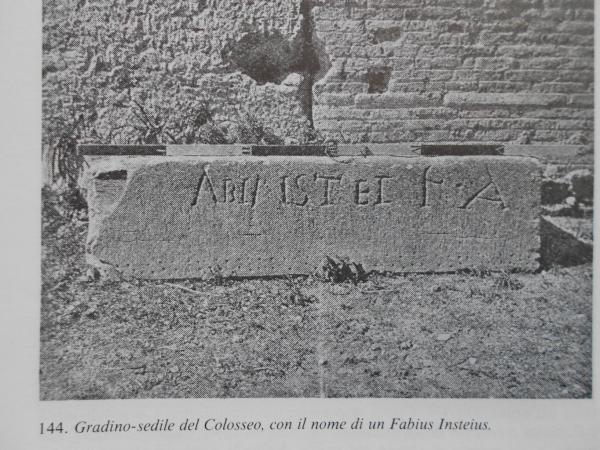 ABI INSTEI F A
144. Gradino-sedile del Colosseo, con il nome di un Fabius Insteius.